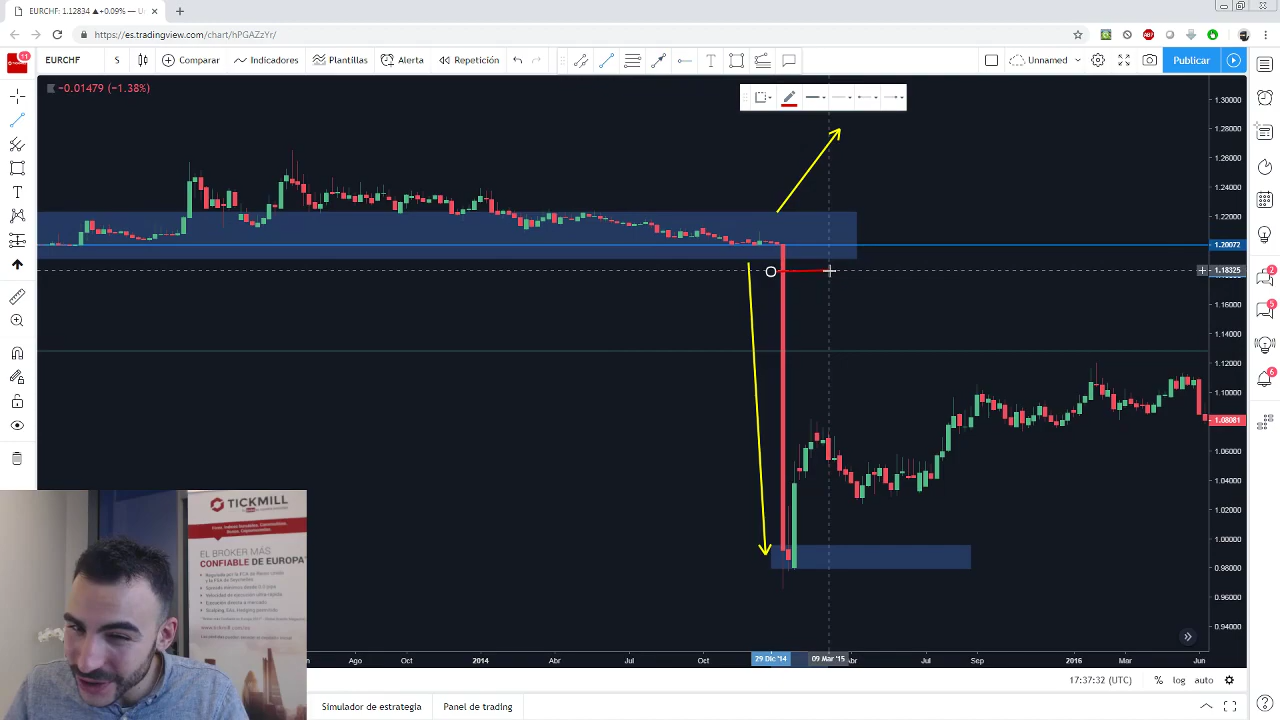 EURCHF: 1.12834 ▲+0.09% — U
https://es.tradingview.com/chart/hPGAZzYr/
11
EURCHF
S
Comparar
Indicadores
Plantillas
Alerta
Repetición
Unnamed
Publicar
−0.01479 (−1.38%)
1.30000
1.28000
1.26000
1.24000
1.22000
1.20072
1.18325
1.16000
1.14000
1.12000
1.10000
1.08081
1.06000
1.04000
1.02000
1.00000
0.98000
0.96000
0.94000
2
5
6
Ago
Oct
2014
Abr
Jul
Oct
29 Dic '14
09 Mar '15
Abr
Jul
Sep
2016
Mar
Jun
17:37:32 (UTC)
%
log
auto
Simulador de estrategia
Panel de trading
TICKMILL
EL BROKER MÁS
CONFIABLE DE EUROPA